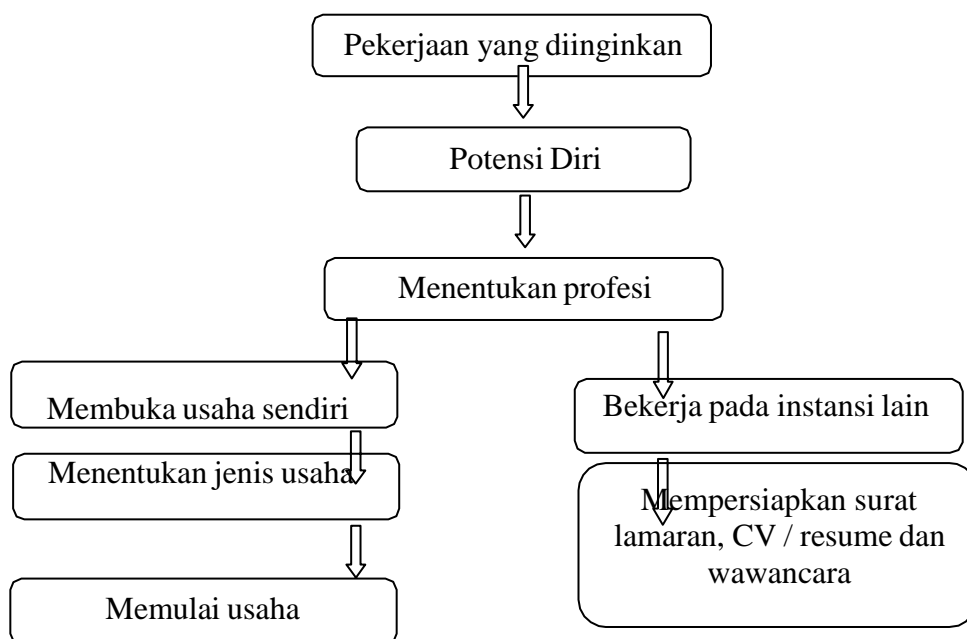 Pekerjaan yang diinginkan
Potensi Diri
Menentukan profesi
Membuka usaha sendiri
Menentukan jenis usaha
Memulai usaha
Bekerja pada instansi lain
Mempersiapkan surat
lamaran, CV / resume dan
wawancara